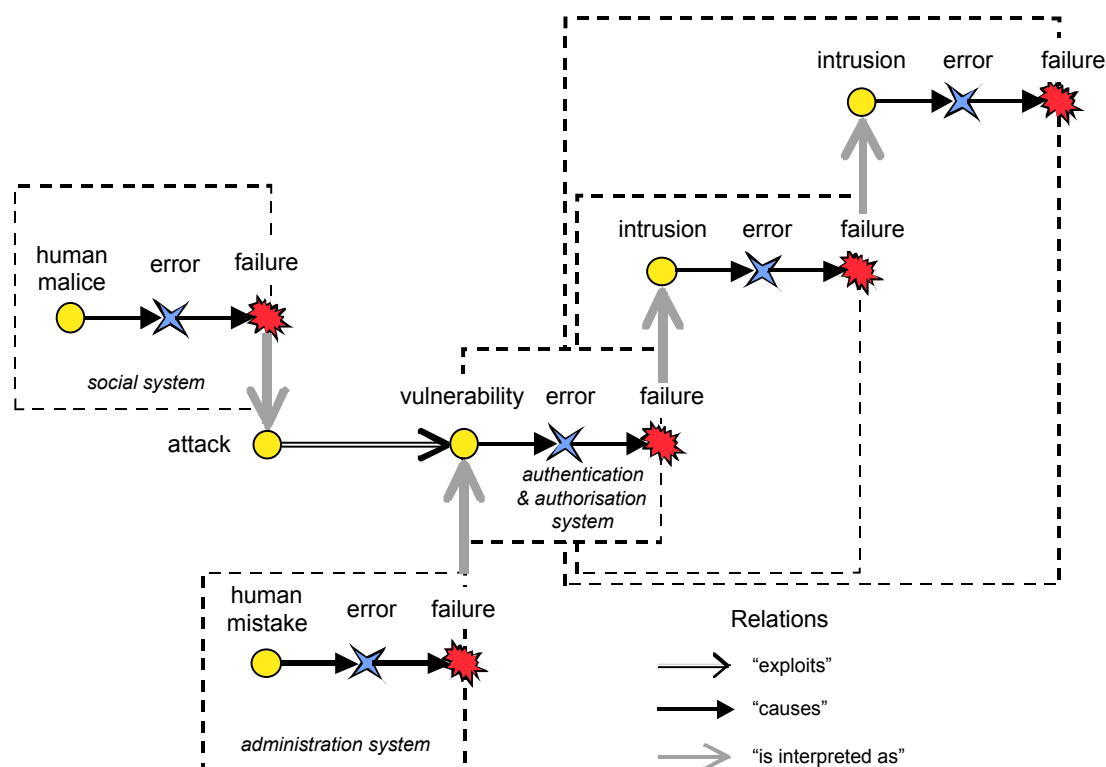 intrusion error failure
intrusion error failure
human
malice
error failure
social system
vulnerability error failure
attack
authentication
& authorisation
system
human
mistake
error failure
administration system
Relations
“exploits”
“causes”
“is interpreted as”